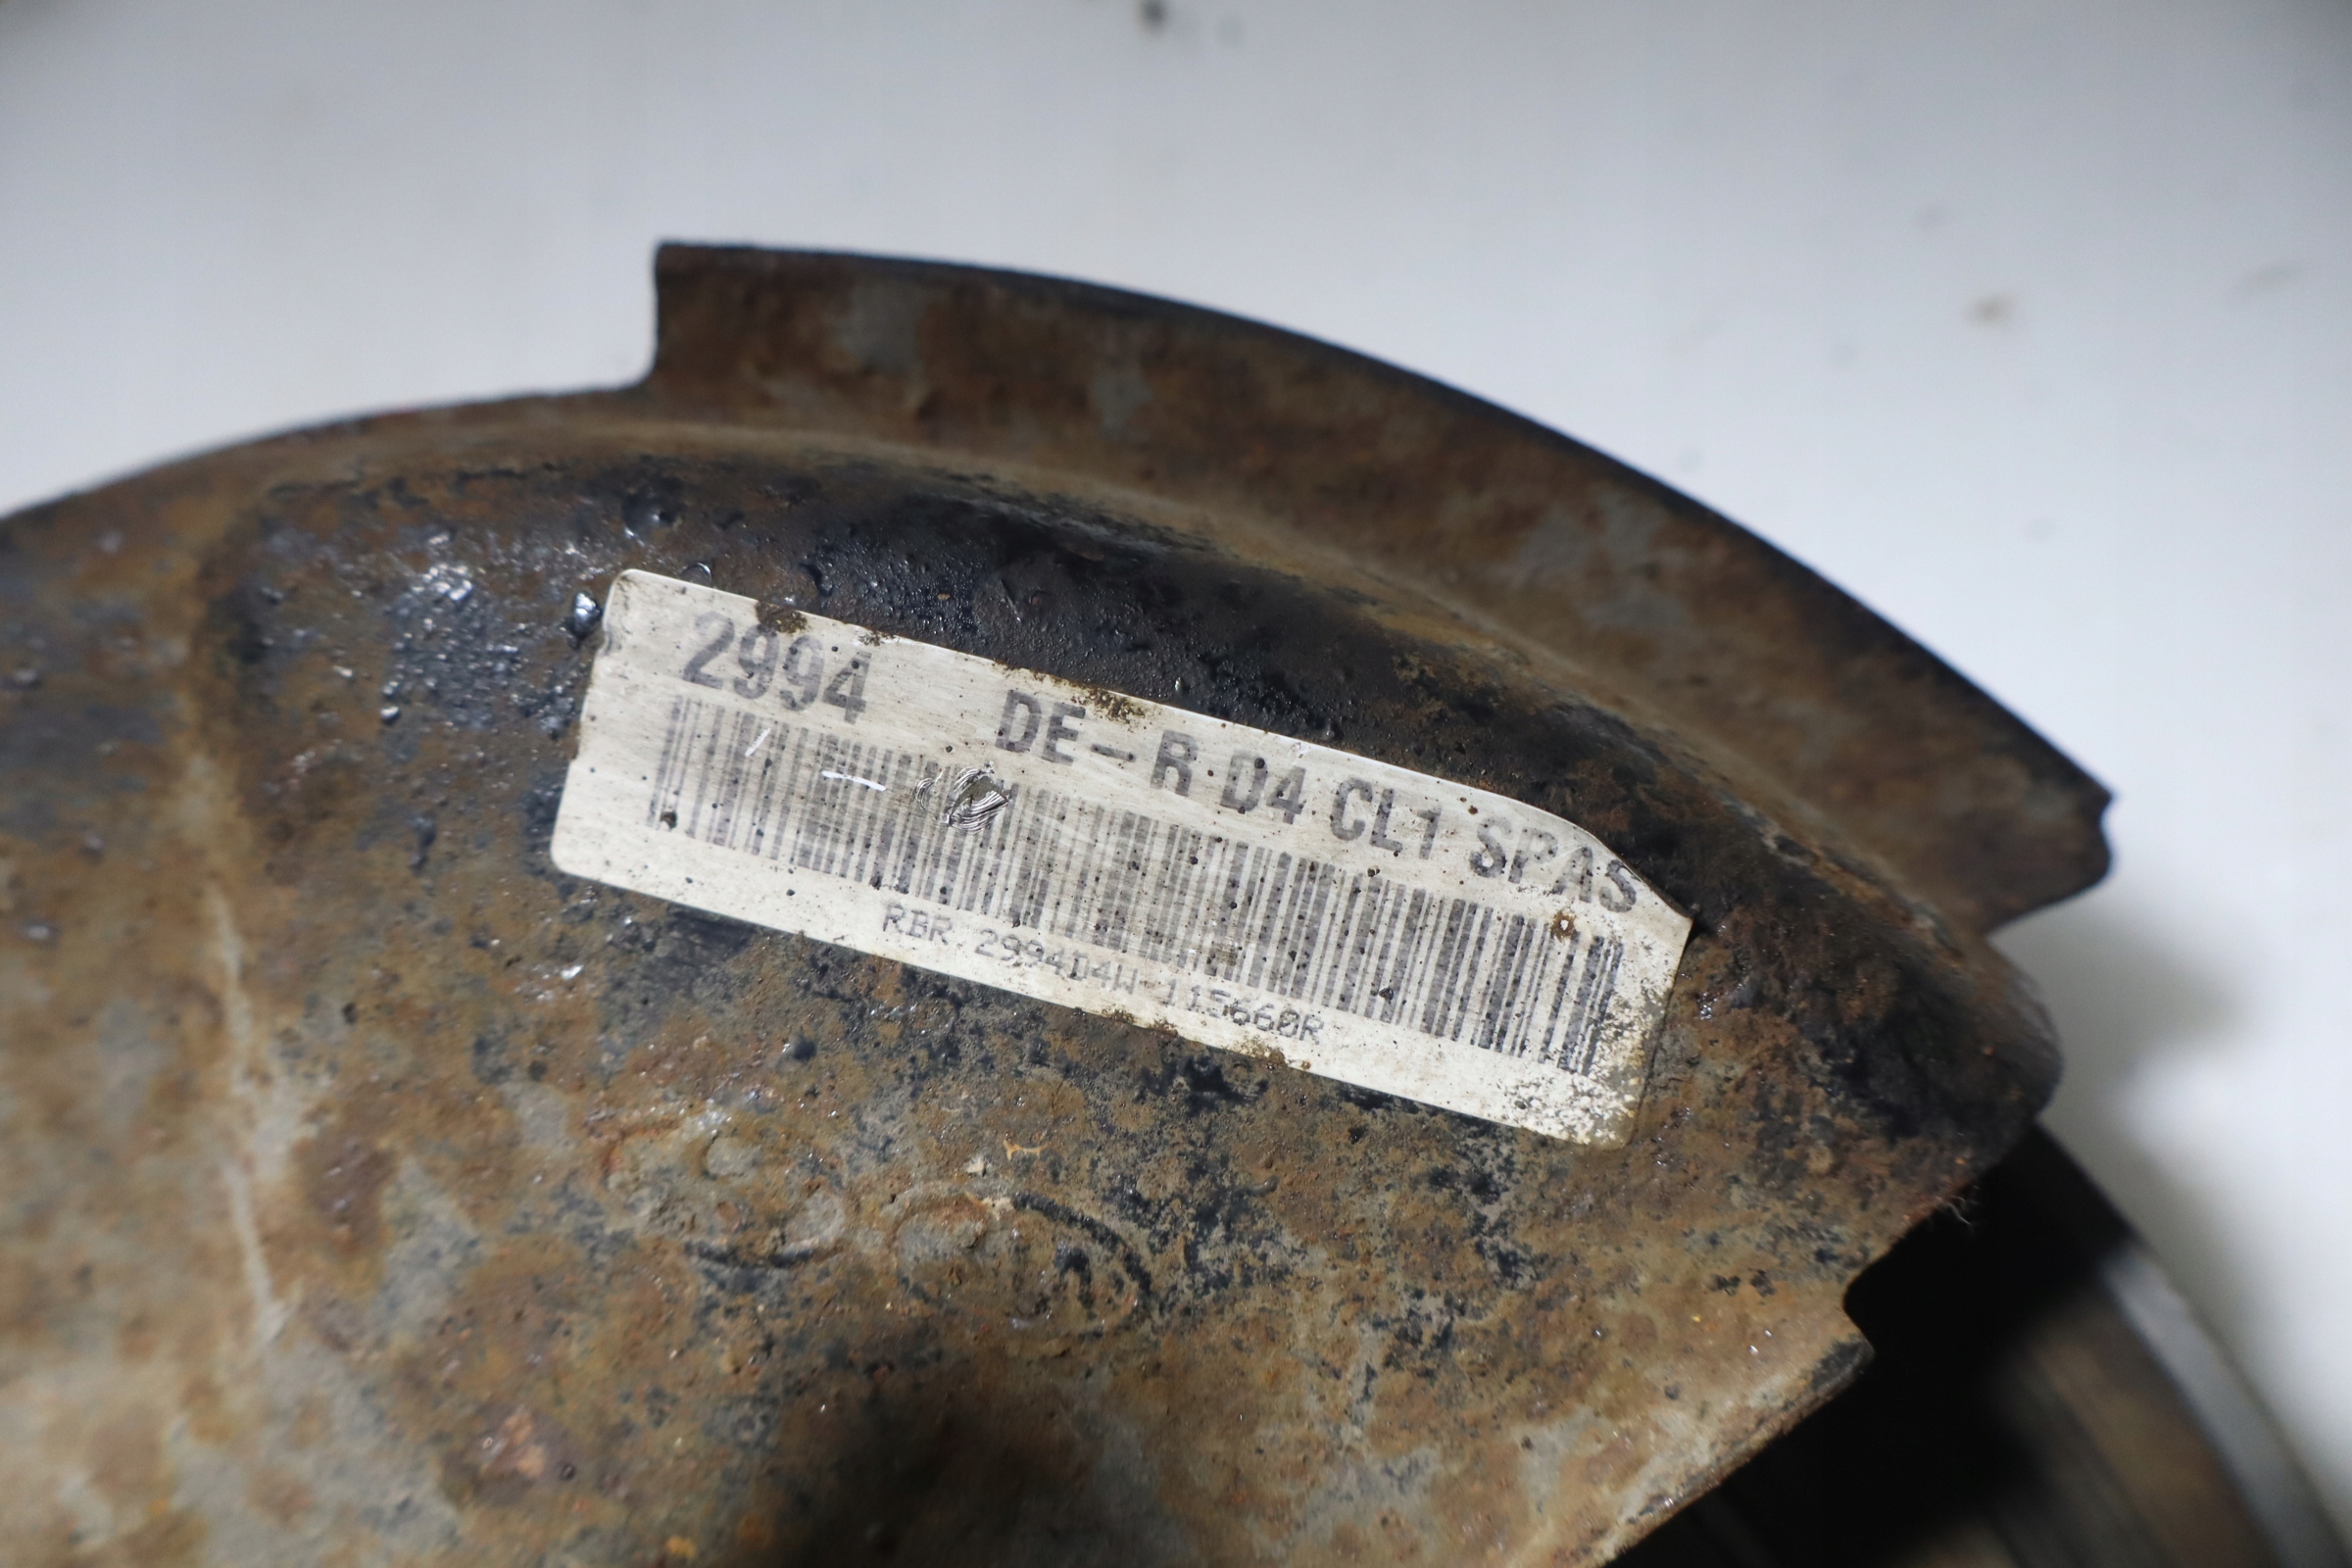 2994 DE-R D4 CL1 SPAS
RBR 2994D4W 115660R